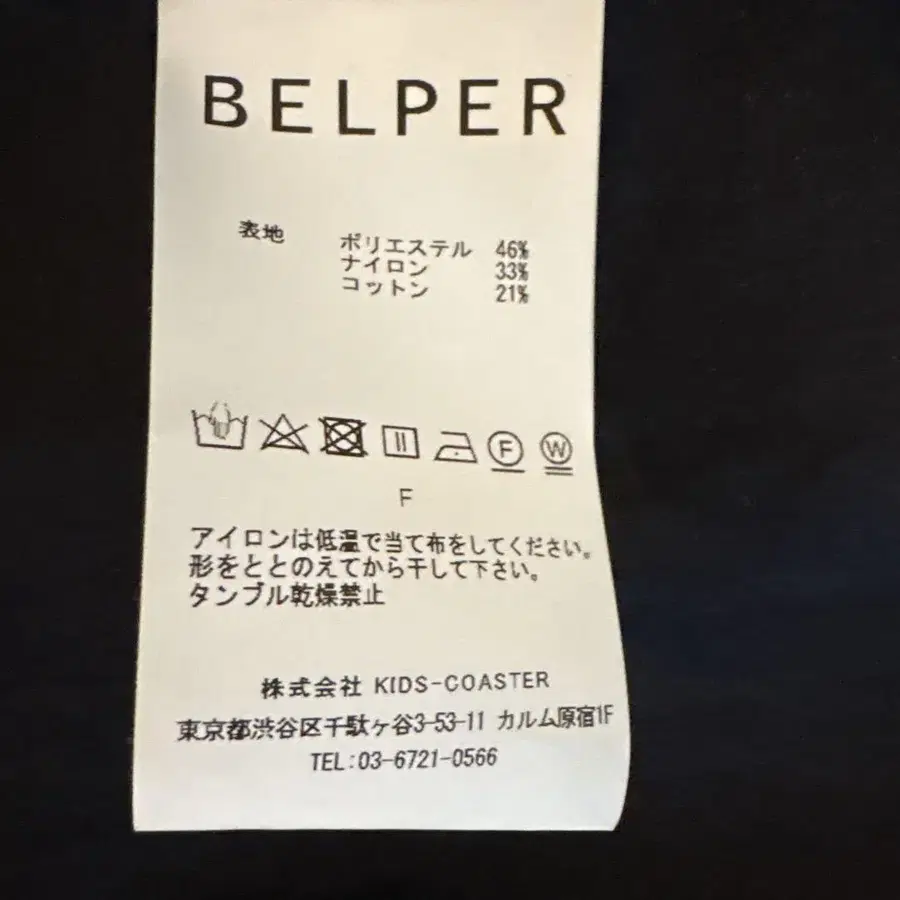 BELPER
表地
ポリエステル 46%
ナイロン 33%
コットン 21%
F W
F
アイロンは低温で当て布をしてください。
形をととのえてから干して下さい。
タンブル乾燥禁止
株式会社 KIDS-COASTER
東京都渋谷区千駄ヶ谷3-53-11 カルム原宿1F
TEL:03-6721-0566